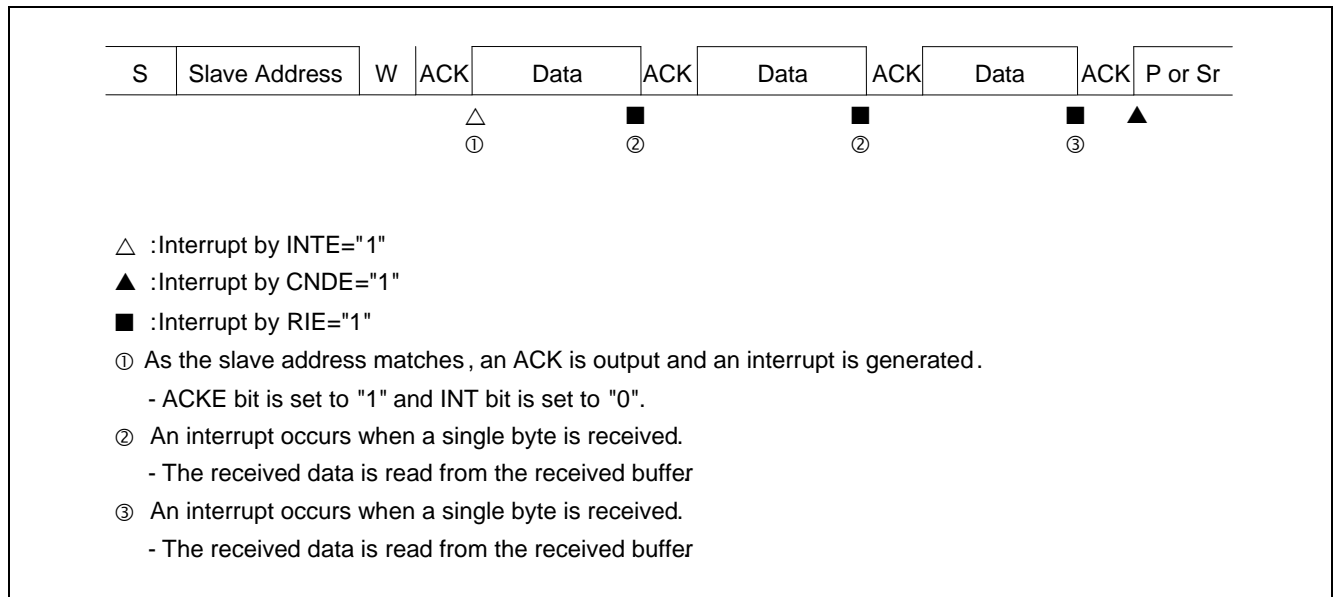 S Slave Address W ACK Data ACK Data ACK Data ACK P or Sr
△ ■ ■ ■ ▲
① ② ② ③
△ :Interrupt by INTE="1"
▲ :Interrupt by CNDE="1"
■ :Interrupt by RIE="1"
① As the slave address matches, an ACK is output and an interrupt is generated.
- ACKE bit is set to "1" and INT bit is set to "0".
② An interrupt occurs when a single byte is received.
- The received data is read from the received buffer.
③ An interrupt occurs when a single byte is received.
- The received data is read from the received buffer.